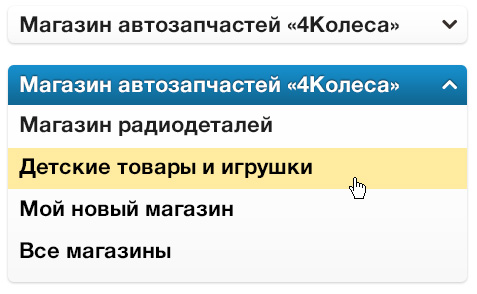 Магазин автозапчастей «4Колеса»
Магазин автозапчастей «4Колеса»
Магазин радиодеталей
Детские товары и игрушки
Мой новый магазин
Все магазины